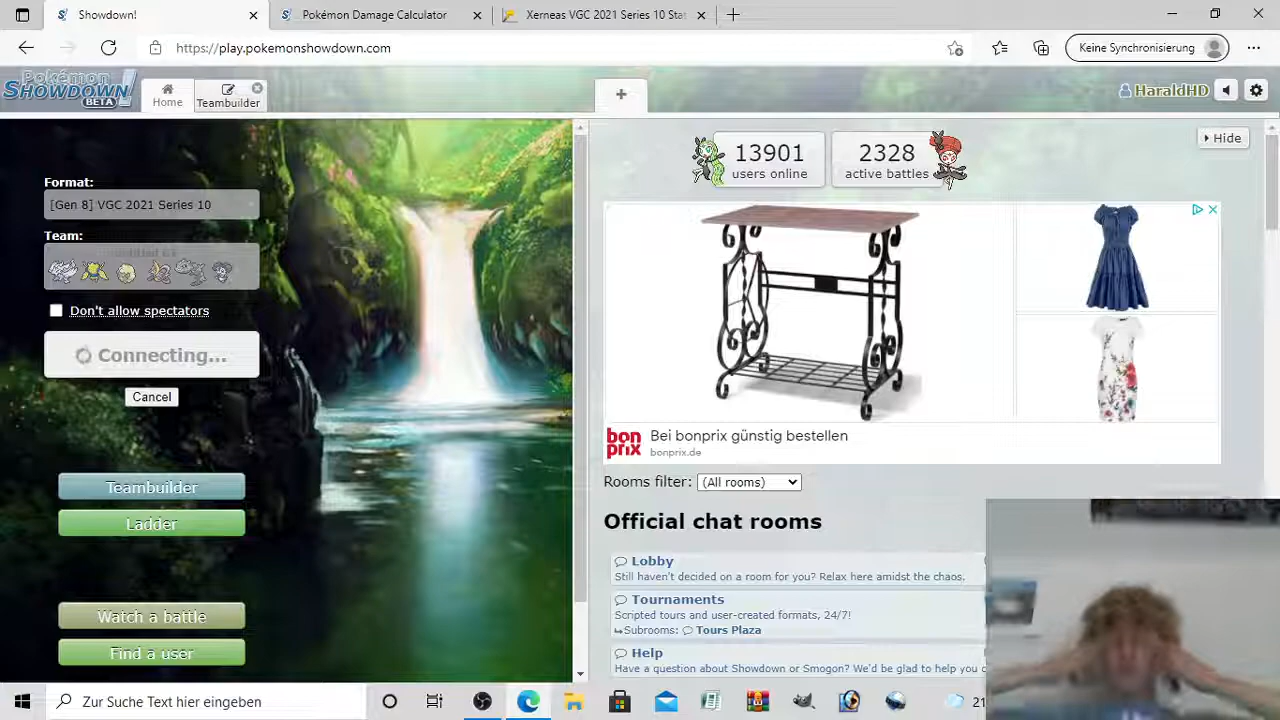 Showdown!
Pokémon Damage Calculator
Xerneas VGC 2021 Series 10 Stat
https://play.pokemonshowdown.com
Keine Synchronisierung
Pokémon
SHOWDOWN
BETA
Home
Teambuilder
HaraldHD
13901
users online
2328
active battles
Hide
Format:
[Gen 8] VGC 2021 Series 10
Team:
Don't allow spectators
Connecting...
Cancel
Teambuilder
Ladder
Watch a battle
Find a user
bon
prix
Bei bonprix günstig bestellen
bonprix.de
Rooms filter: (All rooms)
Official chat rooms
Lobby
Still haven't decided on a room for you? Relax here amidst the chaos.
Tournaments
Scripted tours and user-created formats, 24/7!
Subrooms: Tours Plaza
Help
Have a question about Showdown or Smogon? We'd be glad to help you
Zur Suche Text hier eingeben
21